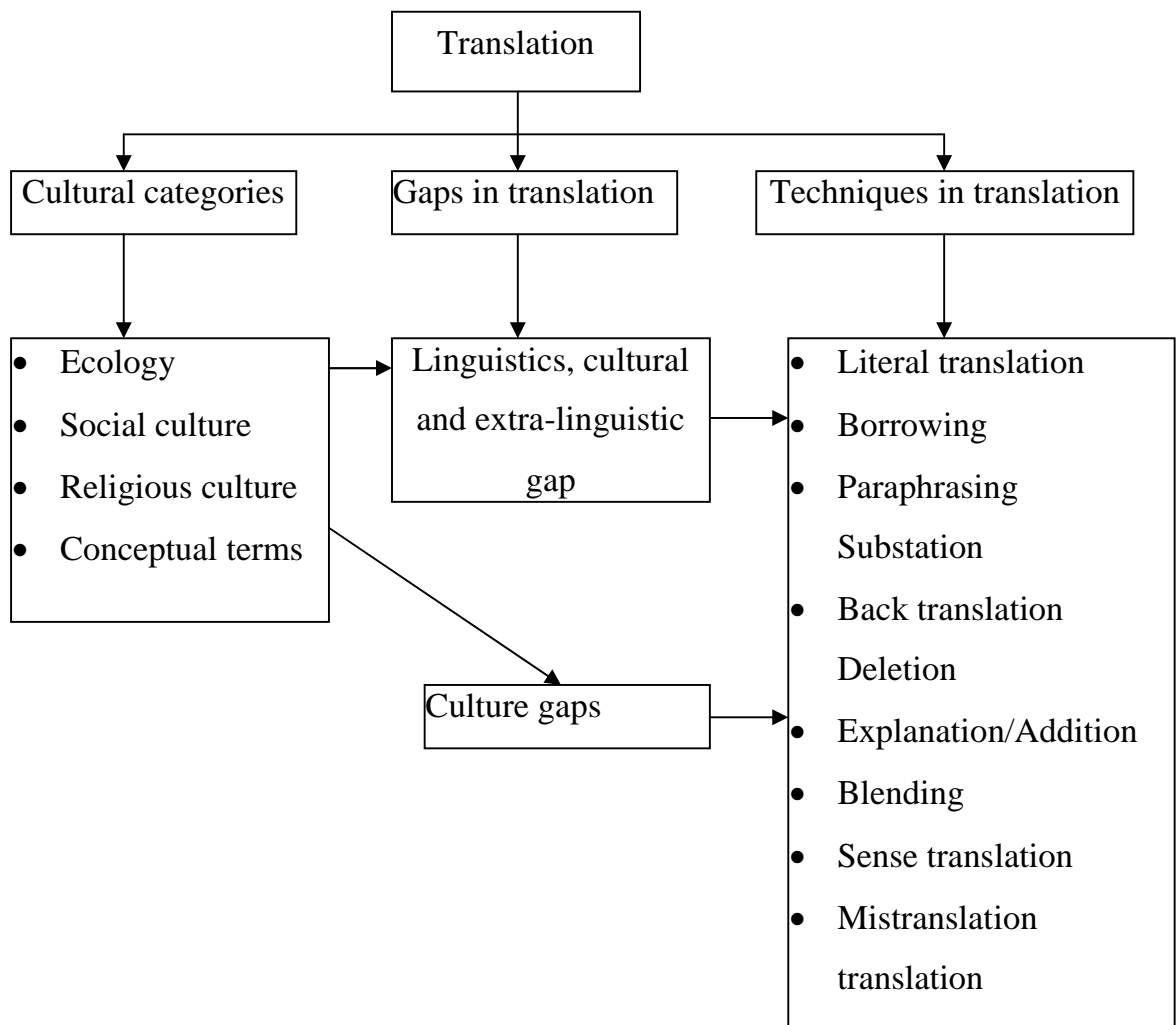 Translation
Cultural categories
Gaps in translation
Techniques in translation
• Ecology
• Social culture
• Religious culture
• Conceptual terms
Linguistics, cultural
and extra-linguistic
gap
Culture gaps
• Literal translation
• Borrowing
• Paraphrasing
Substation
• Back translation
Deletion
• Explanation/Addition
• Blending
• Sense translation
• Mistranslation
translation